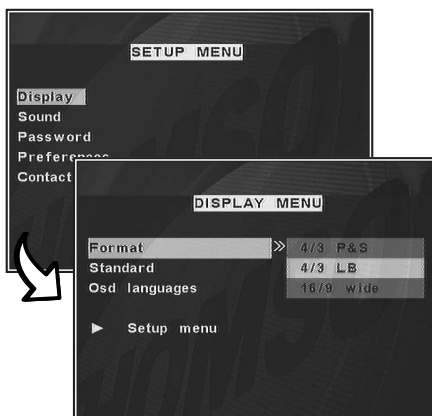 SETUP MENU
Display
Sound
Password
Preferences
Contact
DISPLAY MENU
Format » 4/3 P&S
Standard 4/3 LB
Osd languages 16/9 wide
► Setup menu